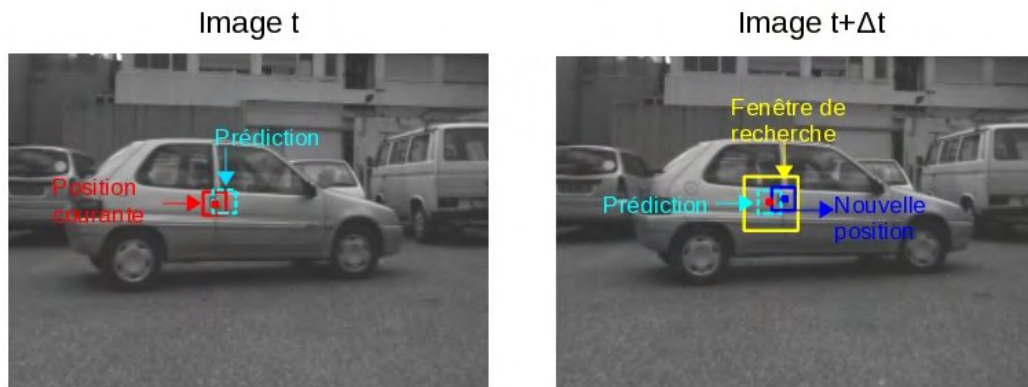 Image t
Image t+Δt
Prédiction
Position
courante
Fenêtre de
recherche
Prédiction
Nouvelle
position